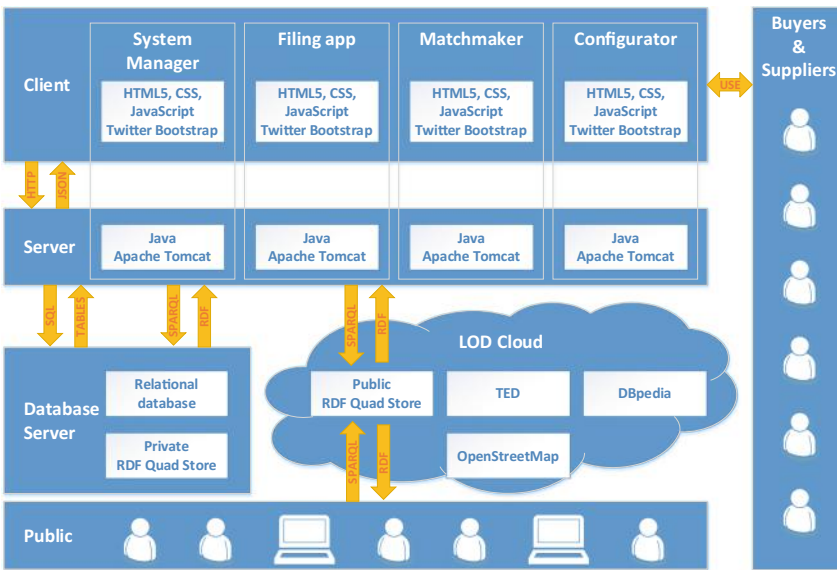 System
Manager
Filing app
Matchmaker
Configurator
Buyers
&
Suppliers
Client
HTML5, CSS,
JavaScript
Twitter Bootstrap
HTML5, CSS,
JavaScript
Twitter Bootstrap
HTML5, CSS,
JavaScript
Twitter Bootstrap
HTML5, CSS,
JavaScript
Twitter Bootstrap
USE
HTTP
JSON
Server
Java
Apache Tomcat
Java
Apache Tomcat
Java
Apache Tomcat
Java
Apache Tomcat
SQL
TABLES
SPARQL
RDF
SPARQL
RDF
LOD Cloud
Database
Server
Relational
database
Private
RDF Quad Store
Public
RDF Quad Store
TED
DBpedia
OpenStreetMap
SPARQL
RDF
Public